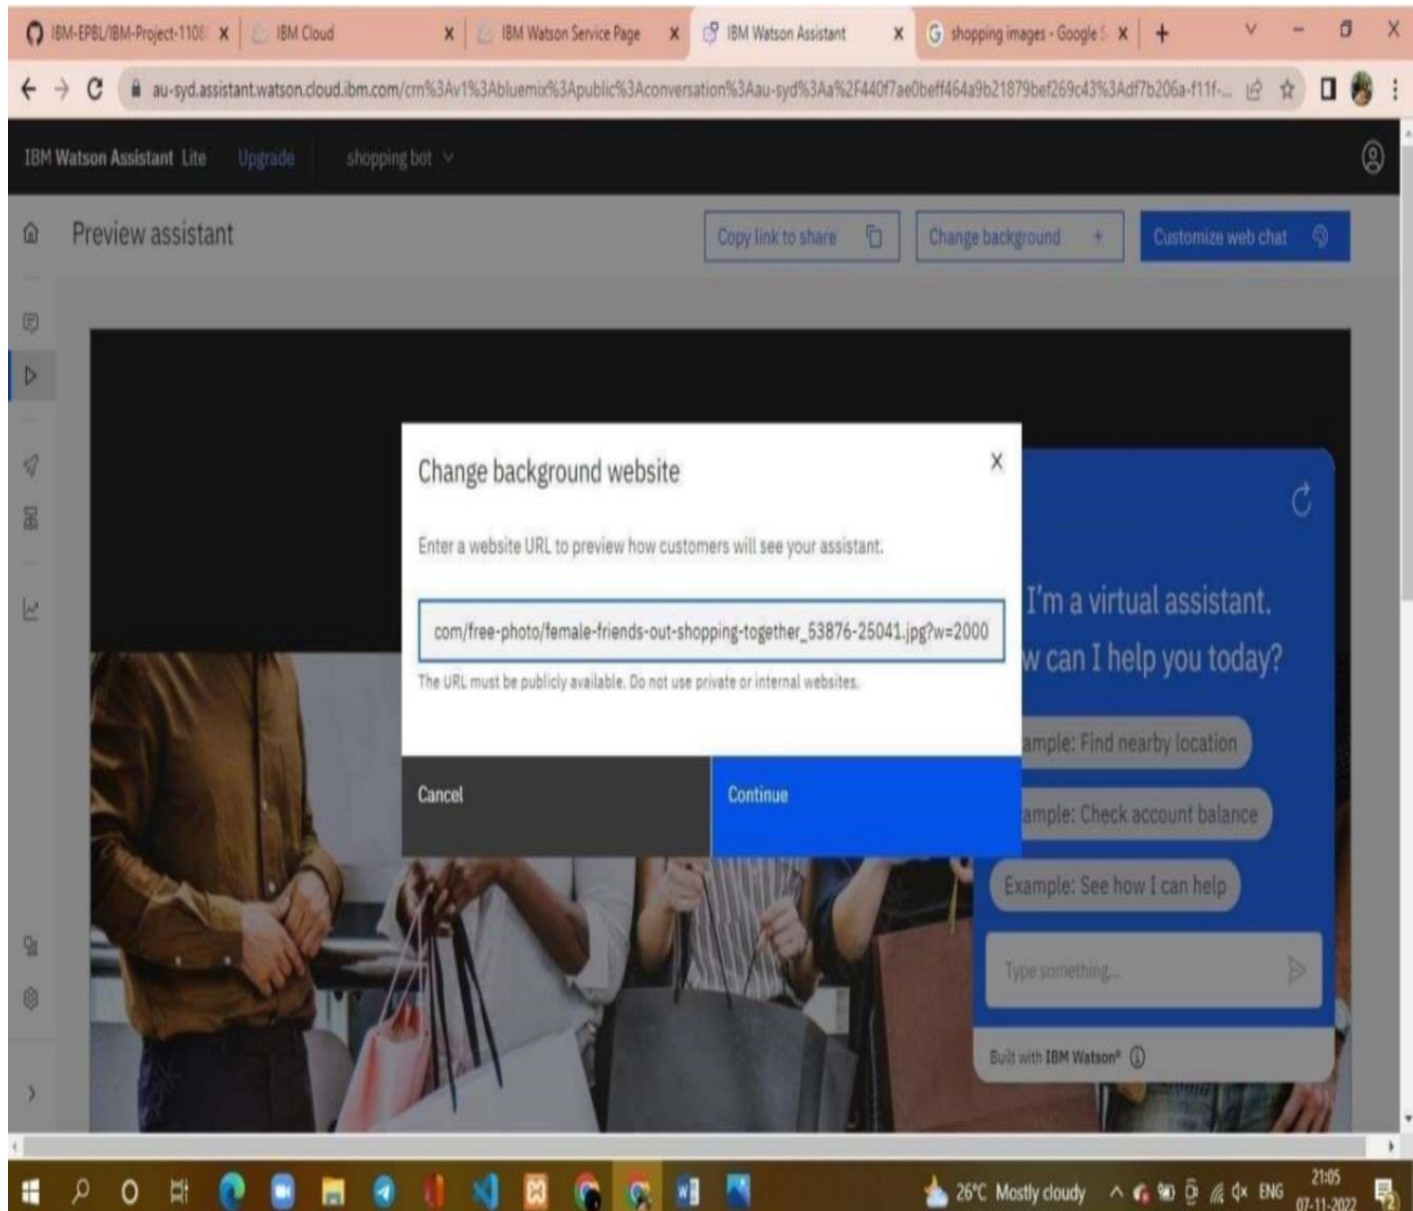 IBM-EPBL/IBM-Project-1108
IBM Cloud
IBM Watson Service Page
IBM Watson Assistant
shopping images - Google S
au-syd.assistant.watson.cloud.ibm.com/crn%3Av1%3Abluemix%3Apublic%3Aconversation%3Aau-syd%3Aa%2F440f7ae0beff464a9b21879bef269c43%3Adf7b206a-f11f-...
IBM Watson Assistant Lite Upgrade shopping bot
Preview assistant
Copy link to share
Change background +
Customize web chat
Change background website
Enter a website URL to preview how customers will see your assistant.
com/free-photo/female-friends-out-shopping-together_53876-25041.jpg?w=2000
The URL must be publicly available. Do not use private or internal websites.
Cancel
Continue
I'm a virtual assistant.
w can I help you today?
ample: Find nearby location
ample: Check account balance
Example: See how I can help
Type something...
Built with IBM Watson®
26°C Mostly cloudy
ENG
21:05
07-11-2022
2